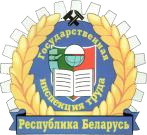 Государственная
инспекция труда
Республика Беларусь